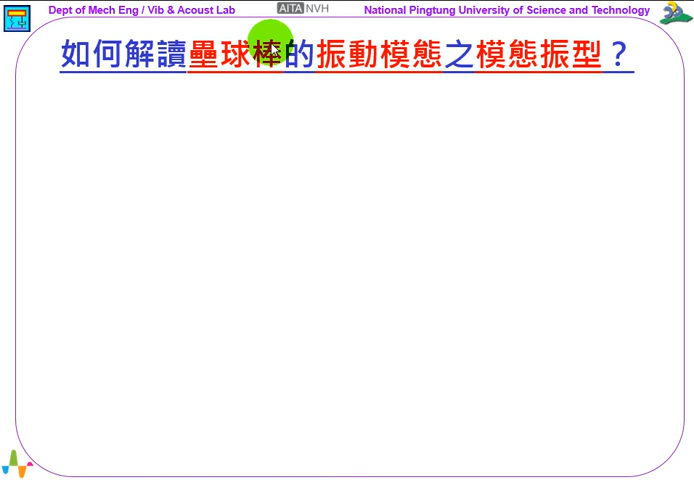 Dept of Mech Eng / Vib & Acoust Lab
AITA NVH
National Pingtung University of Science and Technology
如何解讀壘球棒的振動模態之模態振型？